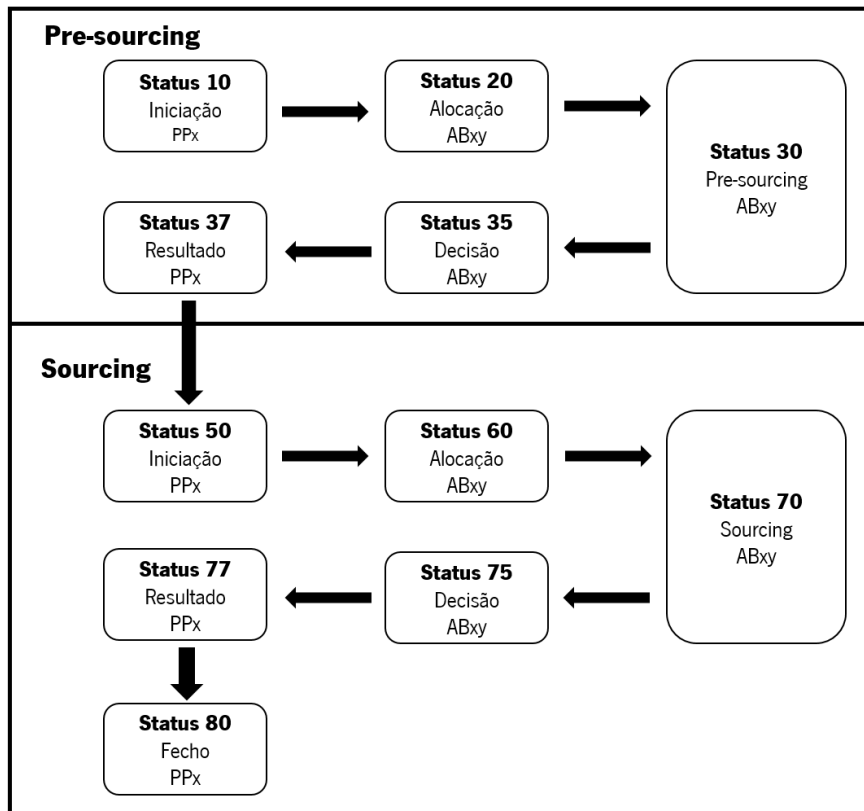 Pre-sourcing
Status 10
Iniciação
PPx
Status 20
Alocação
ABxy
Status 30
Pre-sourcing
ABxy
Status 37
Resultado
PPx
Status 35
Decisão
ABxy
Sourcing
Status 50
Iniciação
PPx
Status 60
Alocação
ABxy
Status 70
Sourcing
ABxy
Status 77
Resultado
PPx
Status 75
Decisão
ABxy
Status 80
Fecho
PPx